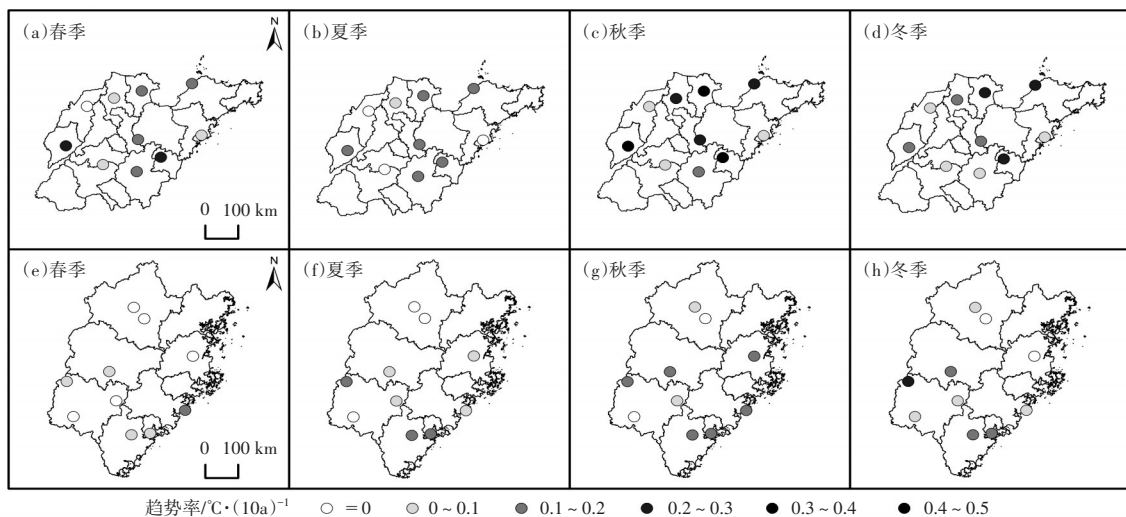 (a)春季 N (b)夏季 (c)秋季 (d)冬季
0 100 km
(e)春季 N (f)夏季 (g)秋季 (h)冬季
0 100 km
趋势率/℃·(10a)⁻¹ =0 0~0.1 0.1~0.2 0.2~0.3 0.3~0.4 0.4~0.5